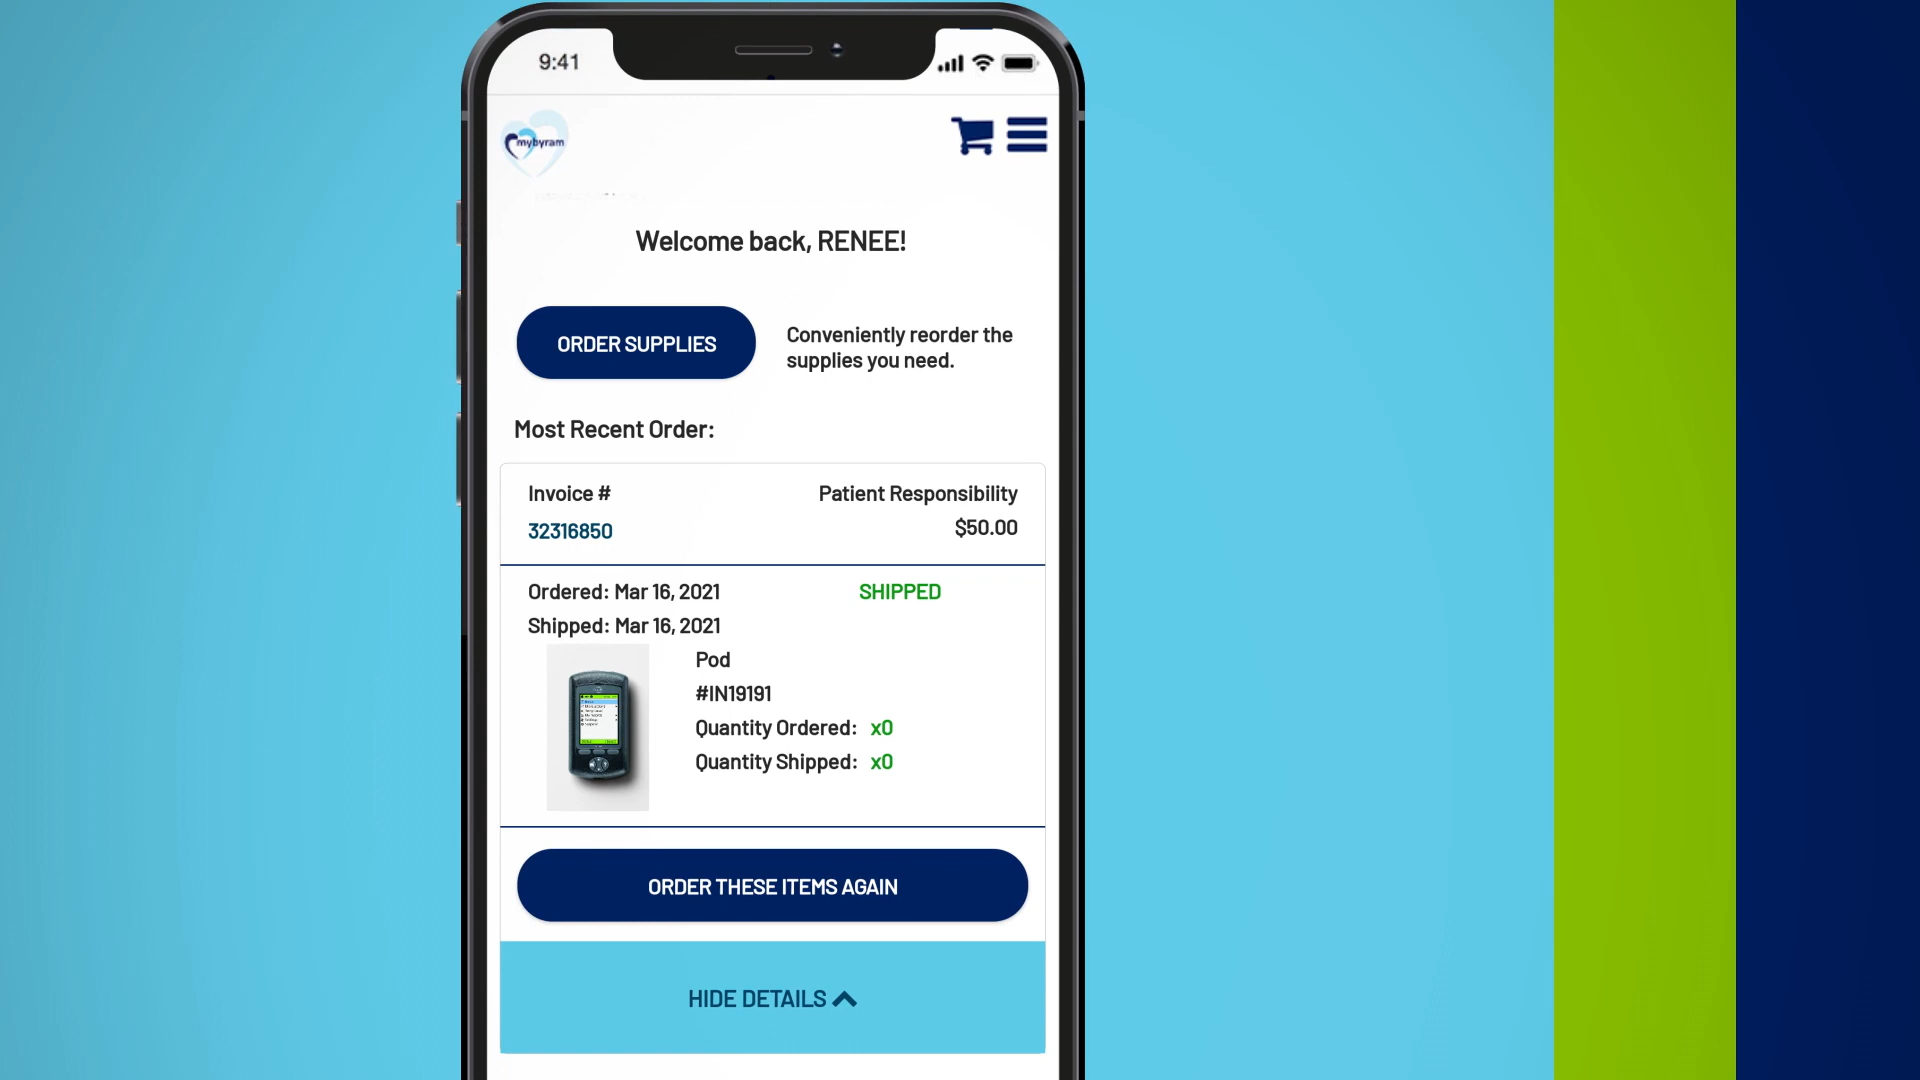 9:41
mybyram
Welcome back, RENEE!
ORDER SUPPLIES
Conveniently reorder the
supplies you need.
Most Recent Order:
Invoice #
Patient Responsibility
32316850
$50.00
Ordered: Mar 16, 2021
SHIPPED
Shipped: Mar 16, 2021
Pod
#IN19191
Quantity Ordered: x0
Quantity Shipped: x0
ORDER THESE ITEMS AGAIN
HIDE DETAILS